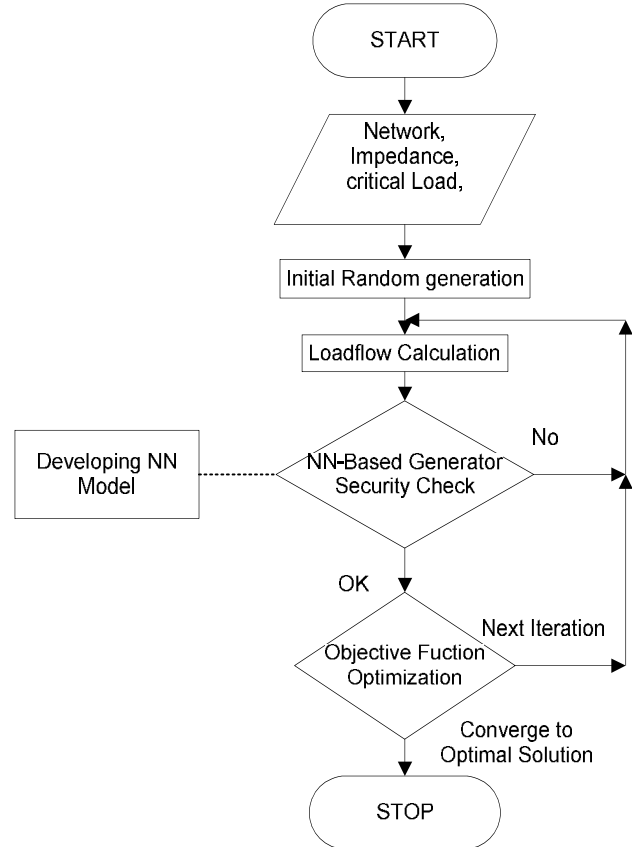 START
Network,
Impedance,
critical Load,
Initial Random generation
Loadflow Calculation
No
Developing NN
Model
NN-Based Generator
Security Check
OK
Next Iteration
Objective Fuction
Optimization
Converge to
Optimal Solution
STOP